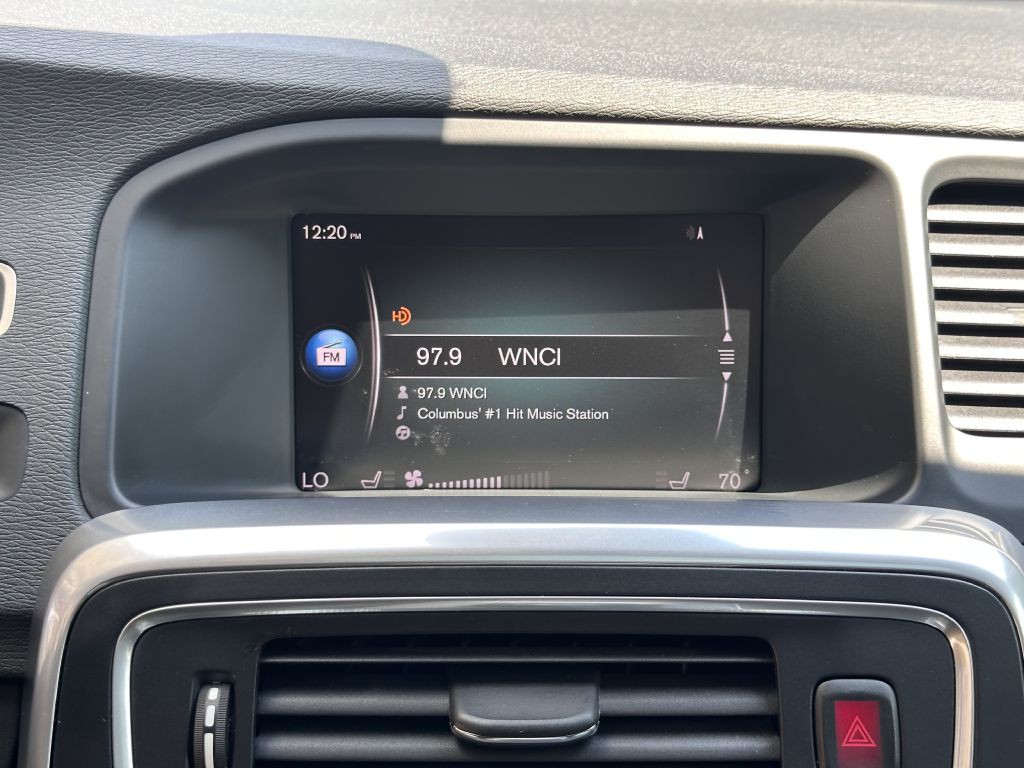 12:20 PM
HD
FM
97.9 WNCI
97.9 WNCI
Columbus' #1 Hit Music Station
LO 70°